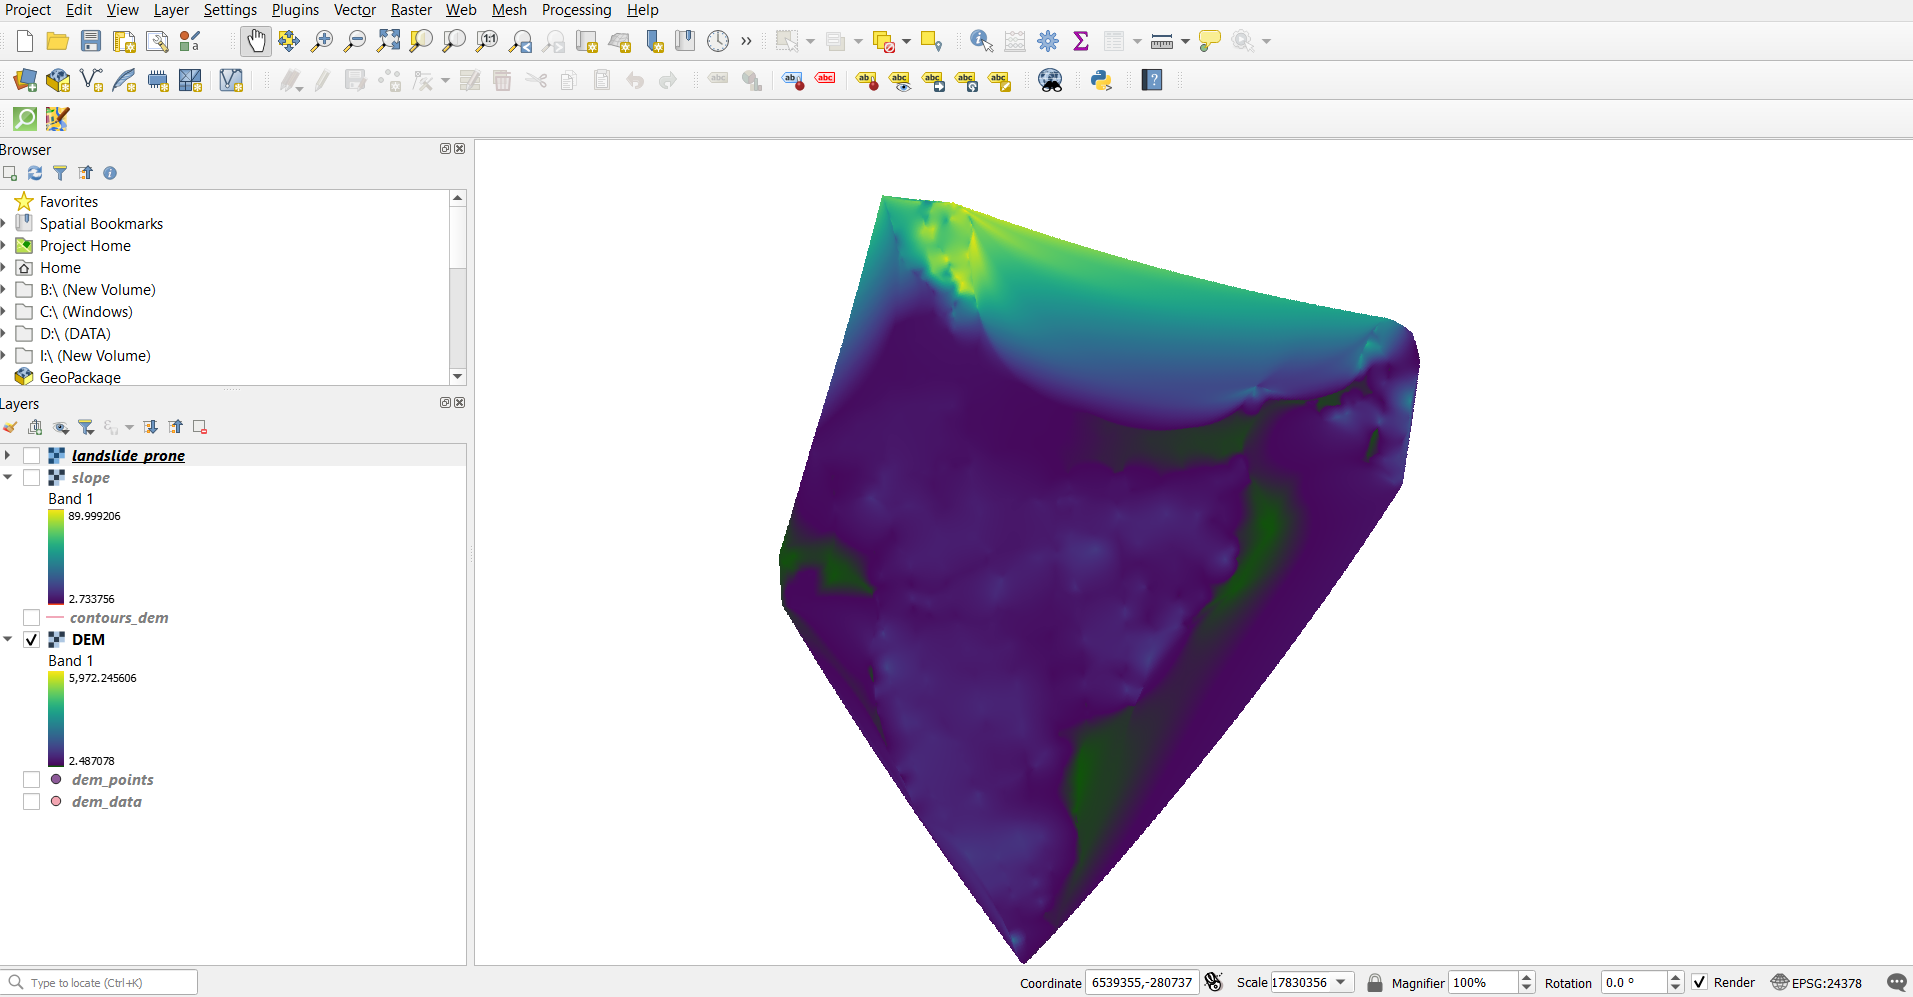 Project Edit View Layer Settings Plugins Vector Raster Web Mesh Processing Help
Browser
Favorites
Spatial Bookmarks
Project Home
Home
B:\ (New Volume)
C:\ (Windows)
D:\ (DATA)
I:\ (New Volume)
GeoPackage
Layers
landslide_prone
slope
Band 1
89.999206
2.733756
contours_dem
DEM
Band 1
5,972.245606
2.487078
dem_points
dem_data
Type to locate (Ctrl+K) Coordinate 6539355,-280737 Scale 17830356 Magnifier 100% Rotation 0.0 ° Render EPSG:24378